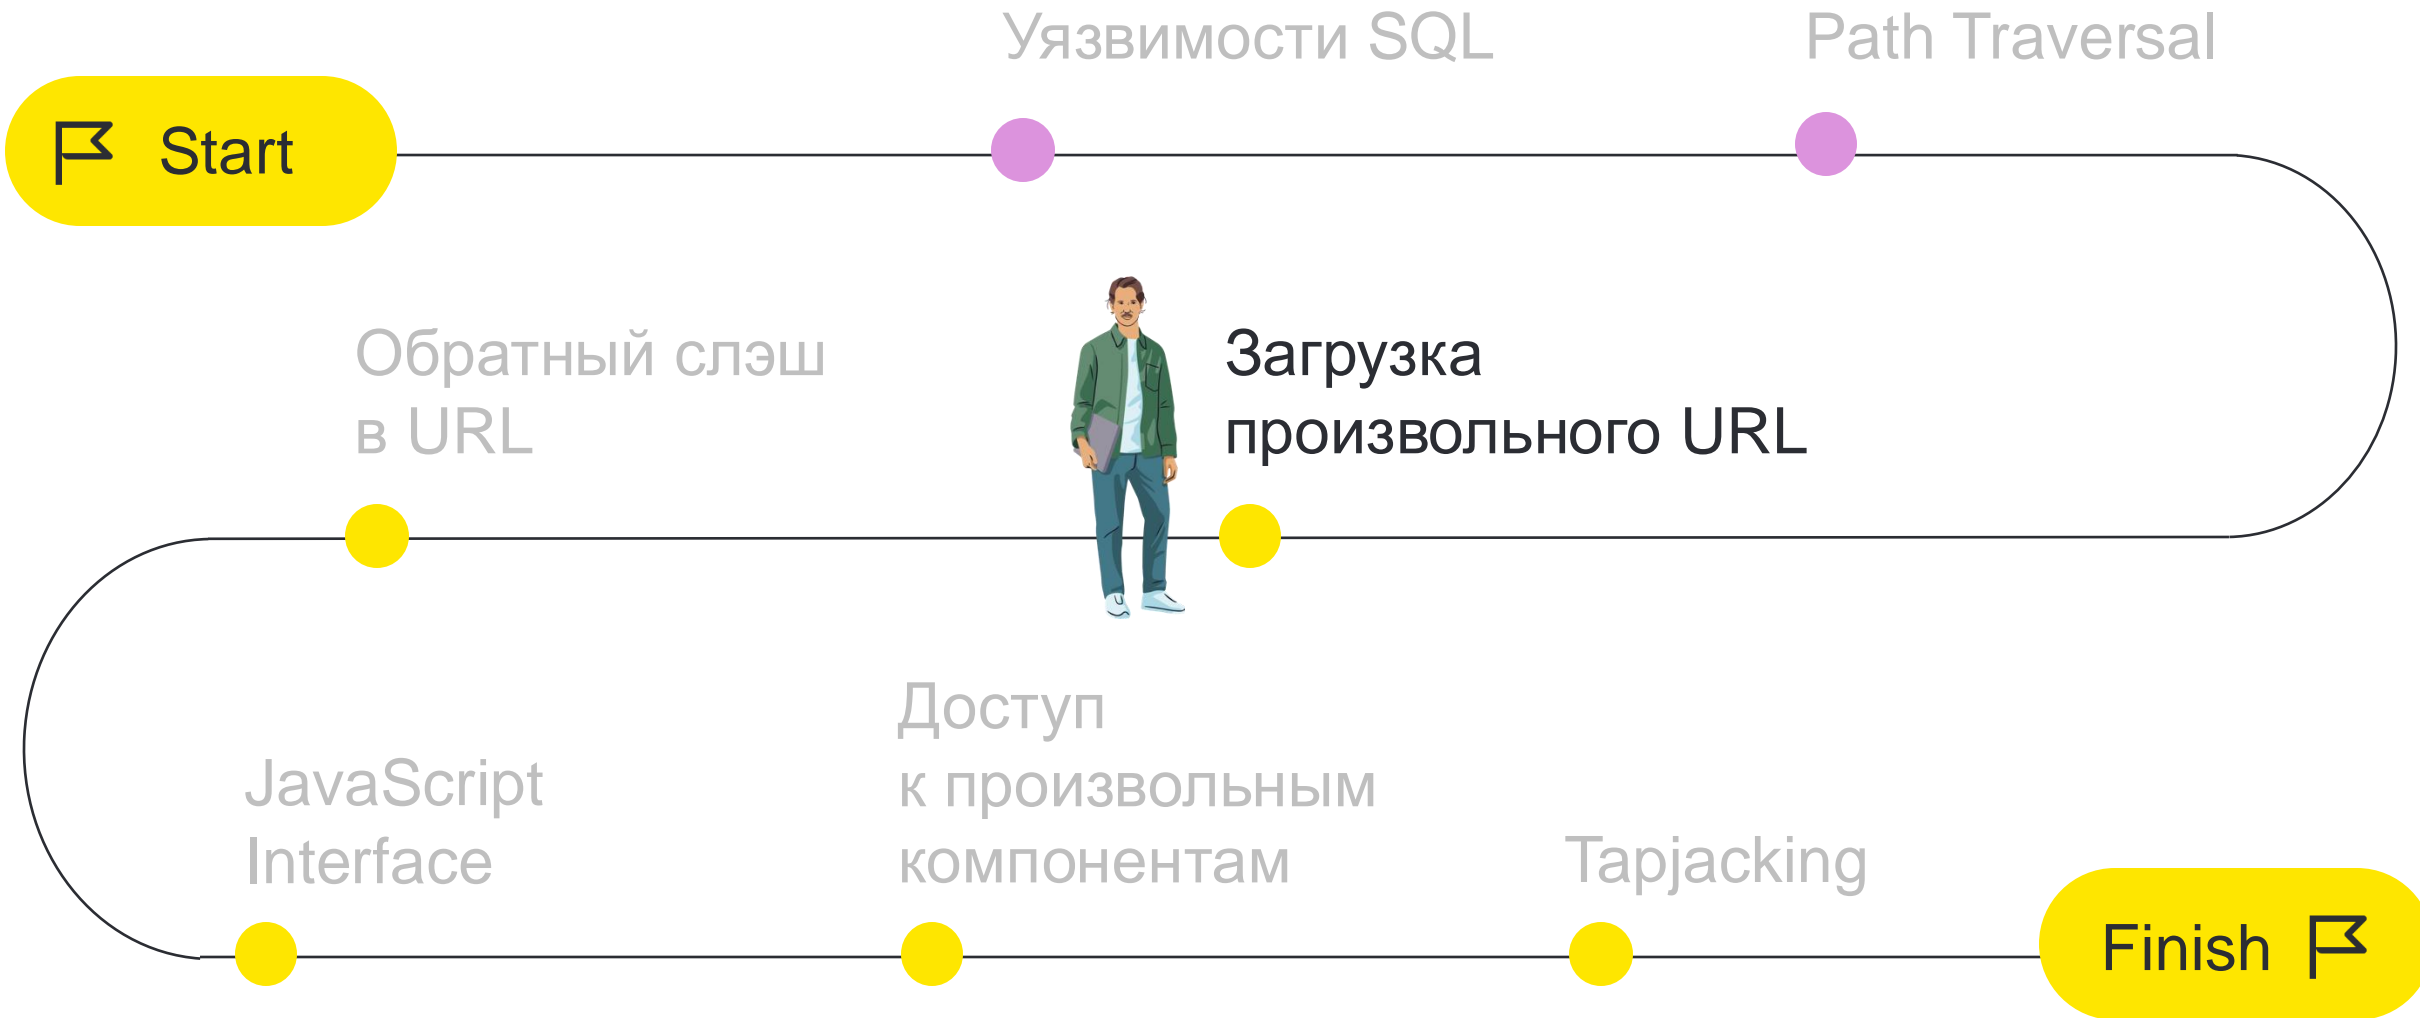 Уязвимости SQL
Path Traversal
Start
Обратный слэш
в URL
Загрузка
произвольного URL
JavaScript
Interface
Доступ
к произвольным
компонентам
Tapjacking
Finish